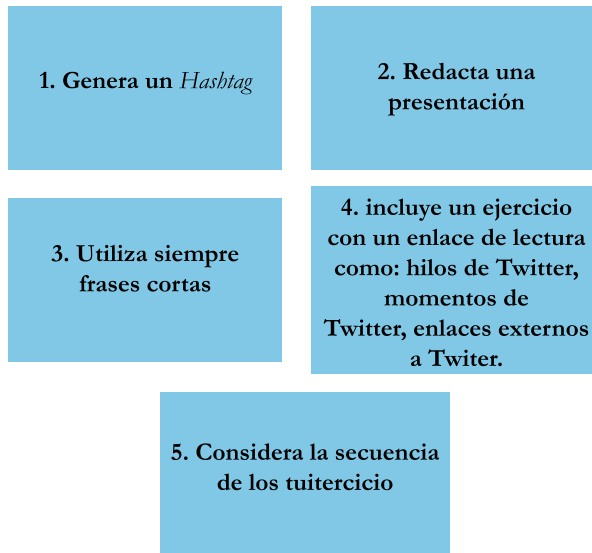 1. Genera un Hashtag
2. Redacta una
presentación
3. Utiliza siempre
frases cortas
4. incluye un ejercicio
con un enlace de lectura
como: hilos de Twitter,
momentos de
Twitter, enlaces externos
a Twiter.
5. Considera la secuencia
de los tuitercicio